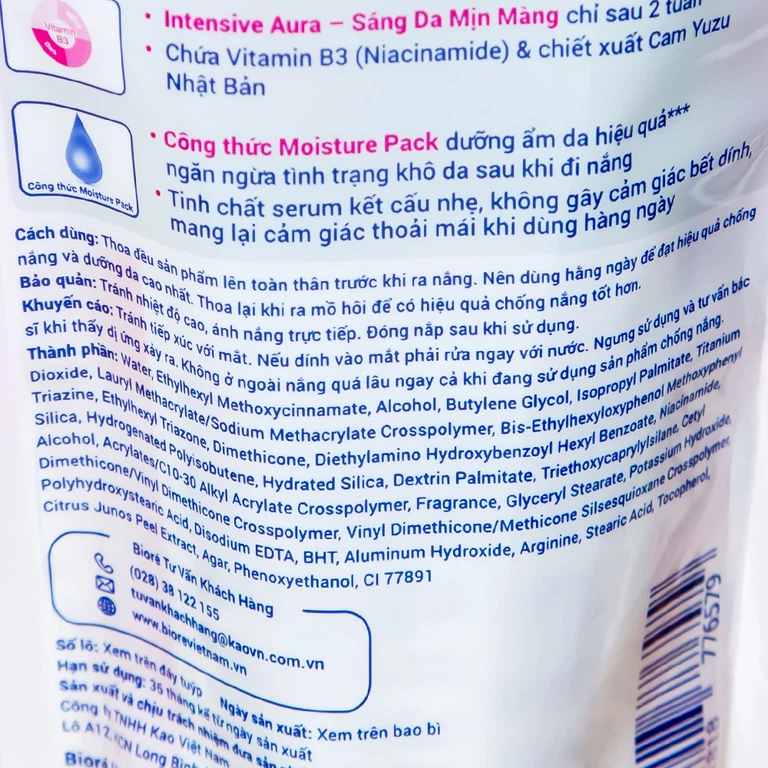 Vitamin B3
• Intensive Aura – Sáng Da Mịn Màng chỉ sau 2 tuần
• Chứa Vitamin B3 (Niacinamide) & chiết xuất Cam Yuzu
Nhật Bản
Công thức Moisture Pack
• Công thức Moisture Pack dưỡng ẩm da hiệu quả***
ngăn ngừa tình trạng khô da sau khi đi nắng
• Tinh chất serum kết cấu nhẹ, không gây cảm giác bết dính,
mang lại cảm giác thoải mái khi dùng hàng ngày
Cách dùng: Thoa đều sản phẩm lên toàn thân trước khi ra nắng. Nên dùng hằng ngày để đạt hiệu quả chống
nắng và dưỡng da cao nhất. Thoa lại khi ra mồ hôi để có hiệu quả chống nắng tốt hơn.
Bảo quản: Tránh nhiệt độ cao, ánh nắng trực tiếp. Đóng nắp sau khi sử dụng.
Khuyến cáo: Tránh tiếp xúc với mắt. Nếu dính vào mắt phải rửa ngay với nước. Ngưng sử dụng và tư vấn bác
sĩ khi thấy dị ứng xảy ra. Không ở ngoài nắng quá lâu ngay cả khi đang sử dụng sản phẩm chống nắng.
Thành phần: Water, Ethylhexyl Methoxycinnamate, Alcohol, Butylene Glycol, Isopropyl Palmitate, Titanium
Dioxide, Lauryl Methacrylate/Sodium Methacrylate Crosspolymer, Bis-Ethylhexyloxyphenol Methoxyphenyl
Triazine, Ethylhexyl Triazone, Dimethicone, Diethylamino Hydroxybenzoyl Hexyl Benzoate, Niacinamide,
Silica, Hydrogenated Polyisobutene, Hydrated Silica, Dextrin Palmitate, Triethoxycaprylylsilane, Cetyl
Alcohol, Acrylates/C10-30 Alkyl Acrylate Crosspolymer, Fragrance, Glyceryl Stearate, Potassium Hydroxide,
Dimethicone/Vinyl Dimethicone Crosspolymer, Vinyl Dimethicone/Methicone Silsesquioxane Crosspolymer,
Polyhydroxystearic Acid, Disodium EDTA, BHT, Aluminum Hydroxide, Arginine, Stearic Acid, Tocopherol,
Citrus Junos Peel Extract, Agar, Phenoxyethanol, CI 77891
Bioré Tư Vấn Khách Hàng
(028) 38 122 155
tuvankhachhang@kaovn.com.vn
www.biorevietnam.vn
Số lô: Xem trên đáy tuýp Ngày sản xuất: Xem trên bao bì
Hạn sử dụng: 36 tháng kể từ ngày sản xuất
Sản xuất và chịu trách nhiệm đưa sản
Công ty TNHH Kao Việt Nam
Lô A12, KCN Long Bình
Bioré
776579